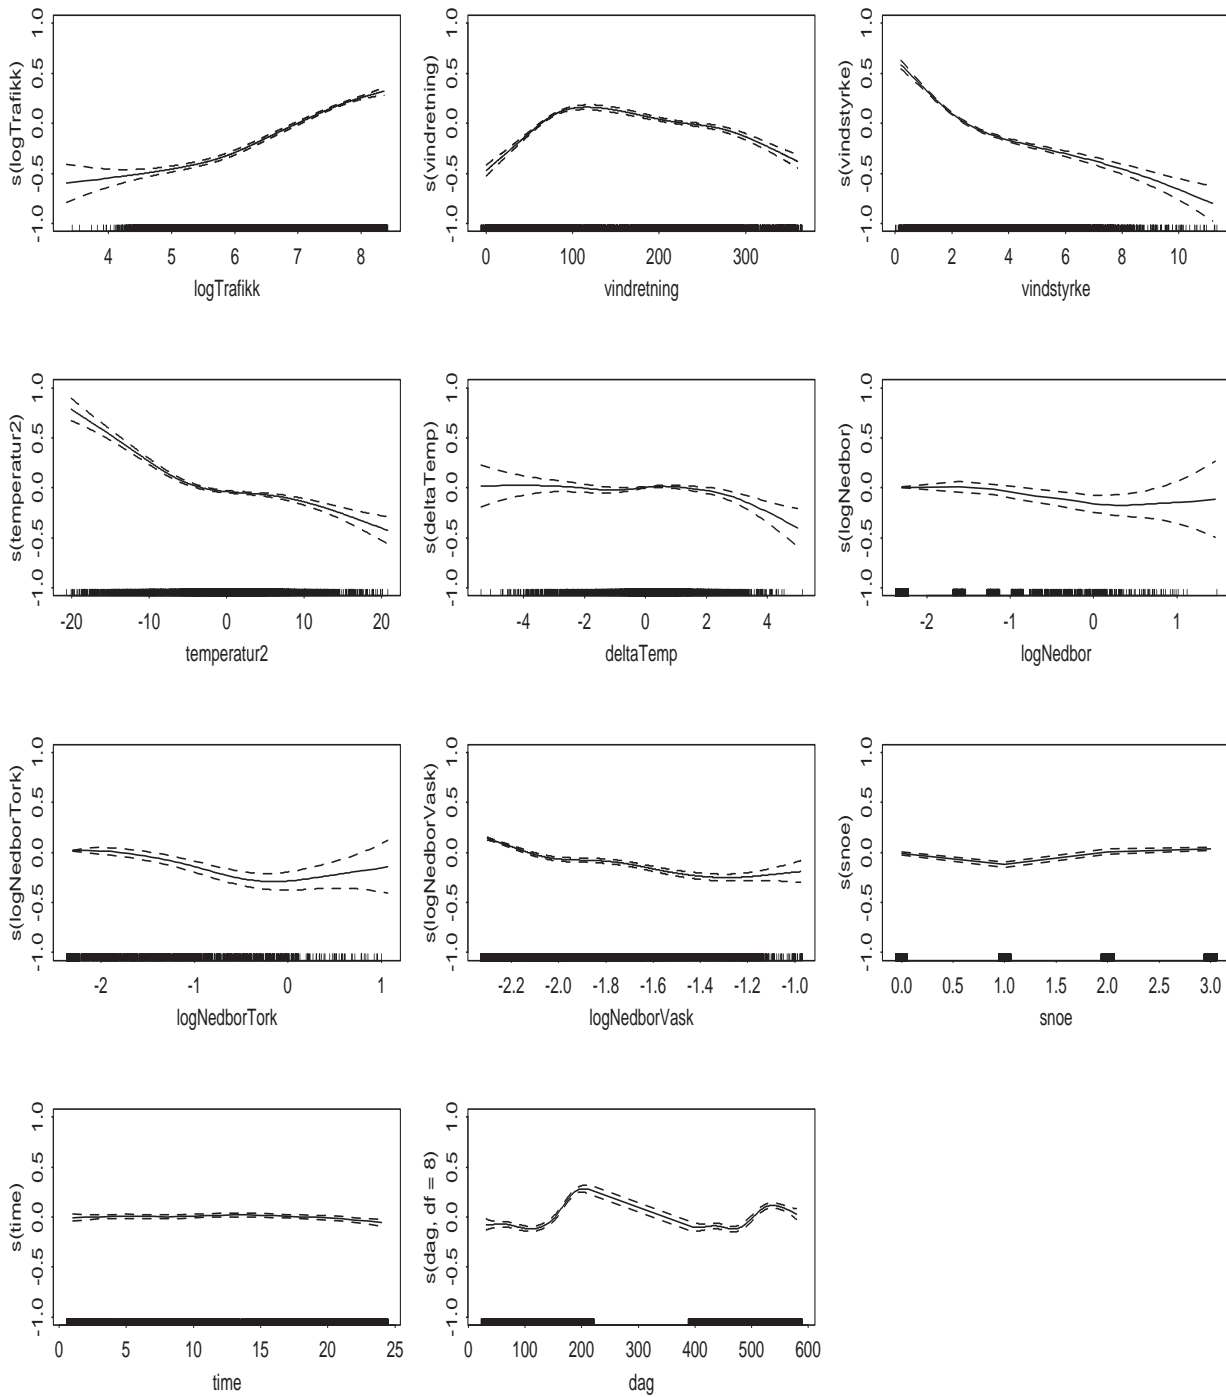 s(logTrafikk)
-1.0 -0.5 0.0 0.5 1.0
4 5 6 7 8
logTrafikk
s(vindretning)
-1.0 -0.5 0.0 0.5 1.0
0 100 200 300
vindretning
s(vindstyrke)
-1.0 -0.5 0.0 0.5 1.0
0 2 4 6 8 10
vindstyrke
s(temperatur2)
-1.0 -0.5 0.0 0.5 1.0
-20 -10 0 10 20
temperatur2
s(deltaTemp)
-1.0 -0.5 0.0 0.5 1.0
-4 -2 0 2 4
deltaTemp
s(logNedbor)
-1.0 -0.5 0.0 0.5 1.0
-2 -1 0 1
logNedbor
s(logNedborTork)
-1.0 -0.5 0.0 0.5 1.0
-2 -1 0 1
logNedborTork
s(logNedborVask)
-1.0 -0.5 0.0 0.5 1.0
-2.2 -2.0 -1.8 -1.6 -1.4 -1.2 -1.0
logNedborVask
s(snoe)
-1.0 -0.5 0.0 0.5 1.0
0.0 0.5 1.0 1.5 2.0 2.5 3.0
snoe
s(time)
-1.0 -0.5 0.0 0.5 1.0
0 5 10 15 20 25
time
s(dag, df = 8)
-1.0 -0.5 0.0 0.5 1.0
0 100 200 300 400 500 600
dag